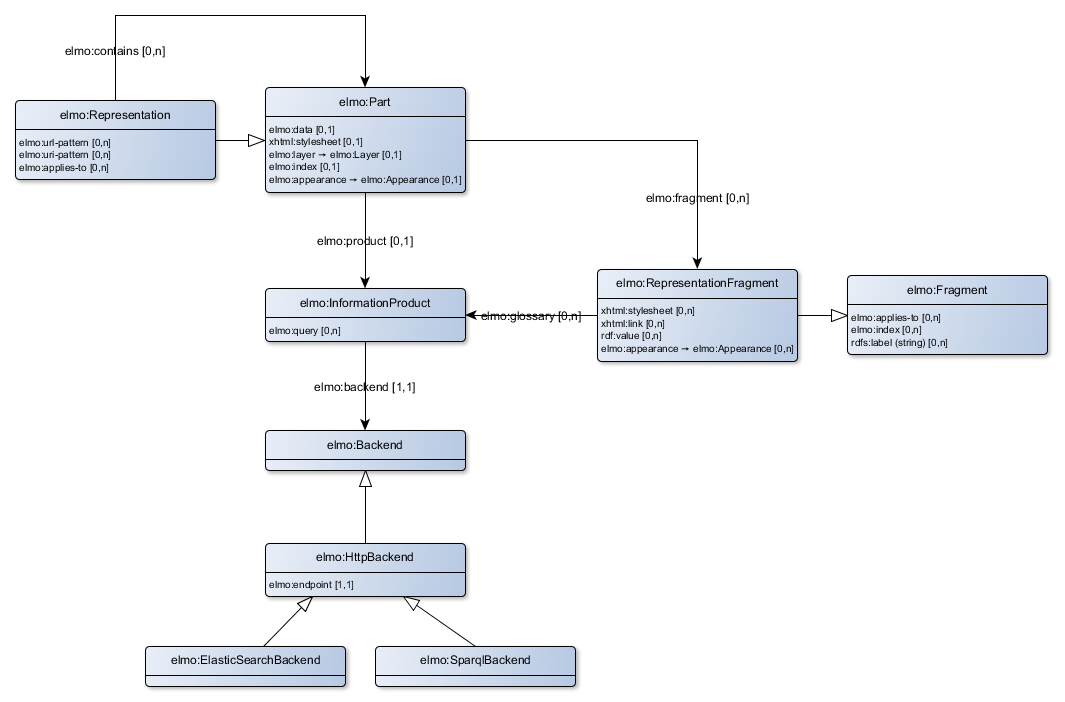 elmo:contains [0,n]
elmo:Representation
elmo:url-pattern [0,n]
elmo:uri-pattern [0,n]
elmo:applies-to [0,n]
elmo:Part
elmo:data [0,1]
xhtml:stylesheet [0,1]
elmo:layer → elmo:Layer [0,1]
elmo:index [0,1]
elmo:appearance → elmo:Appearance [0,1]
elmo:fragment [0,n]
elmo:product [0,1]
elmo:InformationProduct
elmo:query [0,n]
elmo:glossary [0,n]
elmo:RepresentationFragment
xhtml:stylesheet [0,n]
xhtml:link [0,n]
rdf:value [0,n]
elmo:appearance → elmo:Appearance [0,n]
elmo:Fragment
elmo:applies-to [0,n]
elmo:index [0,n]
rdfs:label (string) [0,n]
elmo:backend [1,1]
elmo:Backend
elmo:HttpBackend
elmo:endpoint [1,1]
elmo:ElasticSearchBackend
elmo:SparqlBackend